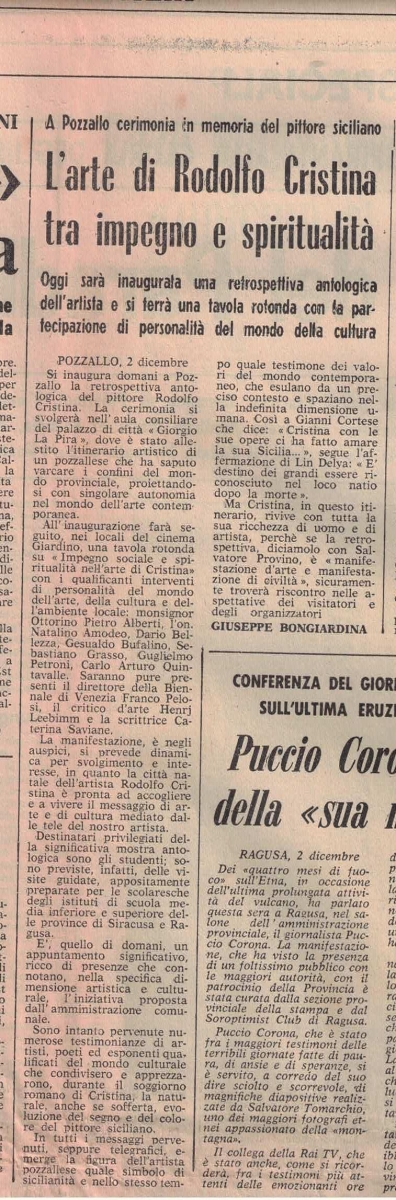 A Pozzallo cerimonia in memoria del pittore siciliano
L'arte di Rodolfo Cristina
tra impegno e spiritualità
Oggi sarà inaugurata una retrospettiva antologica
dell'artista e si terrà una tavola rotonda con la par-
tecipazione di personalità del mondo della cultura
POZZALLO, 2 dicembre
Si inaugura domani a Poz-
zallo la retrospettiva anto-
logica del pittore Rodolfo
Cristina. La cerimonia si
svolgerà nell'aula consiliare
del palazzo di città « Giorgio
La Pira », dove è stato alle-
stito l'itinerario artistico di
un pozzallese che ha saputo
varcare i confini del mon-
do provinciale, proiettando-
si con singolare autonomia
nel mondo dell'arte contem-
poranea.
All'inaugurazione farà se-
guito, nei locali del cinema
Giardino, una tavola rotonda
su « Impegno sociale e spi-
ritualità nell'arte di Cristina»
con i qualificanti interventi
di personalità del mondo
dell'arte, della cultura e del-
l'ambiente locale: monsignor
Ottorino Pietro Alberti, l'on.
Natalino Amodeo, Dario Bel-
lezza, Gesualdo Bufalino, Se-
bastiano Grasso, Guglielmo
Petroni, Carlo Arturo Quin-
tavalle. Saranno pure pre-
senti il direttore della Bien-
nale di Venezia Franco Pelo-
si, il critico d'arte Henrj
Leebimm e la scrittrice Ca-
terina Saviane.
La manifestazione, è negli
auspici, si prevede dinami-
ca per svolgimento e inte-
resse, in quanto la città na-
tale dell'artista Rodolfo Cri-
stina è pronta ad accogliere
e a vivere il messaggio di ar-
te e di cultura mediato dal-
le tele del nostro artista.
Destinatari privilegiati del-
la significativa mostra anto-
logica sono gli studenti; so-
no previste, infatti, delle vi-
site guidate, appositamente
preparate per le scolaresche
degli istituti di scuola media
inferiore e superiore del-
le province di Siracusa e Ra-
gusa.
E', quello di domani, un
appuntamento significativo,
ricco di presenze che con-
notano, nella specifica di-
mensione artistica e cultu-
rale, l'iniziativa proposta
dall'amministrazione comu-
nale.
Sono intanto pervenute nu-
merose testimonianze di ar-
tisti, poeti ed esponenti qua-
lificati del mondo culturale
che condivisero e apprezza-
rono, durante il soggiorno
romano di Cristina, la natu-
rale, anche se sofferta, evo-
luzione del segno e del colo-
re del pittore siciliano.
In tutti i messaggi perve-
nuti, seppure telegrafici, e-
merge la figura dell'artista
pozzallese quale simbolo di
sicilianità e nello stesso tem-
po quale testimone dei valo-
ri del mondo contempora-
neo, che esulano da un pre-
ciso contesto e spaziano nel-
la indefinita dimensione u-
mana. Così a Gianni Cortese
che dice: « Cristina con le
sue opere ci ha fatto amare
la sua Sicilia... », segue l'af-
fermazione di Lin Delya: « E'
destino dei grandi essere ri-
conosciuto nel loco natio
dopo la morte ».
Ma Cristina, in questo iti-
nerario, rivive con tutta la
sua ricchezza di uomo e di
artista, perchè se la retro-
spettiva, diciamolo con Sal-
vatore Provino, è « manife-
stazione d'arte e manifesta-
zione di civiltà », sicuramen-
te troverà riscontro nelle a-
spettative dei visitatori e
degli organizzatori
GIUSEPPE BONGIARDINA
CONFERENZA DEL GIOR
SULL'ULTIMA ERUZI
Puccio Coro
della «sua
RAGUSA, 2 dicembre
Dei «quattro mesi di fuo-
co» sull'Etna, in occasione
dell'ultima prolungata attivi-
tà del vulcano, ha parlato
questa sera a Ragusa, nel sa-
lone dell'amministrazione
provinciale, il giornalista Puc-
cio Corona. La manifestazio-
ne, che ha visto la presenza
di un foltissimo pubblico con
le maggiori autorità, con il
patrocinio della Provincia è
stata curata dalla sezione pro-
vinciale della stampa e dal
Soroptimist Club di Ragusa.
Puccio Corona, che è stato
fra i maggiori testimoni delle
terribili giornate fatte di pau-
ra, di ansie e di speranze, si
è servito, a corredo del suo
dire sciolto e scorrevole, di
magnifiche diapositive realiz-
zate da Salvatore Tomarchio,
uno dei maggiori fotografi et-
nei appassionato della «mon-
tagna».
Il collega della Rai TV, che
è stato anche, come si ricor-
derà, fra i testimoni più at-
tenti delle emozionanti ore